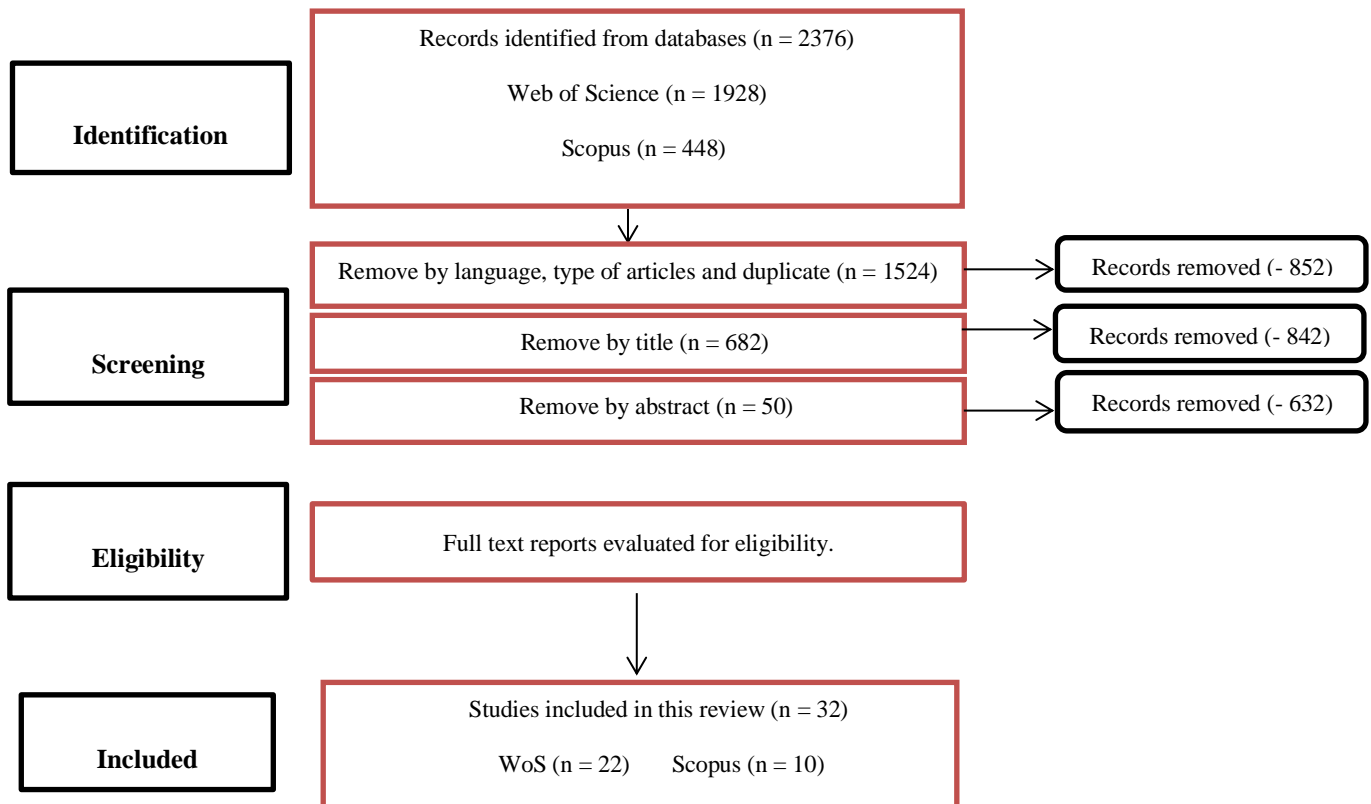 Identification
Records identified from databases (n = 2376)
Web of Science (n = 1928)
Scopus (n = 448)
Screening
Remove by language, type of articles and duplicate (n = 1524)
Records removed (- 852)
Remove by title (n = 682)
Records removed (- 842)
Remove by abstract (n = 50)
Records removed (- 632)
Eligibility
Full text reports evaluated for eligibility.
Included
Studies included in this review (n = 32)
WoS (n = 22) Scopus (n = 10)